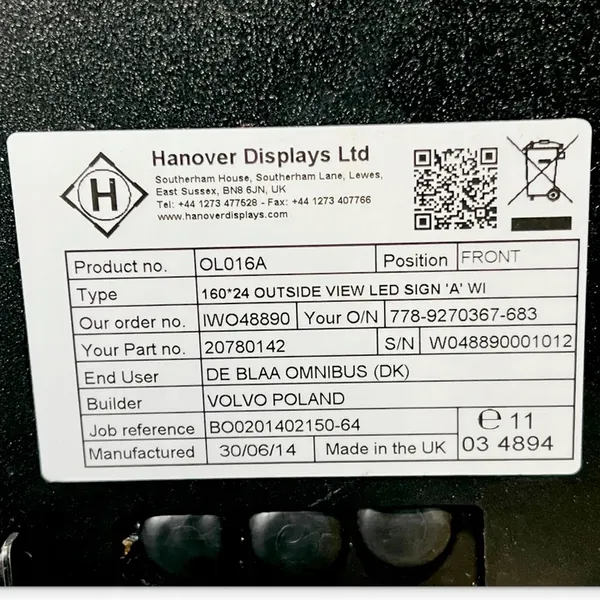 H
Hanover Displays Ltd
Southerham House, Southerham Lane, Lewes,
East Sussex, BN8 6JN, UK
Tel: +44 1273 477528 - Fax: +44 1273 407766
www.hanoverdisplays.com
Product no. OL016A Position FRONT
Type 160*24 OUTSIDE VIEW LED SIGN 'A' WI
Our order no. IWO48890 Your O/N 778-9270367-683
Your Part no. 20780142 S/N W048890001012
End User DE BLAA OMNIBUS (DK)
Builder VOLVO POLAND
Job reference BO0201402150-64 e 11
Manufactured 30/06/14 Made in the UK 03 4894